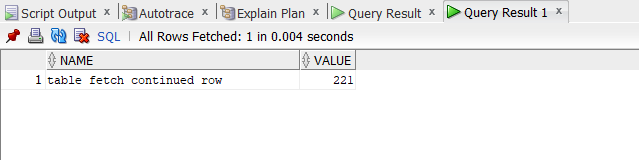 Script Output x Autotrace x Explain Plan x Query Result x Query Result 1 x
SQL | All Rows Fetched: 1 in 0.004 seconds
NAME VALUE
1 table fetch continued row 221